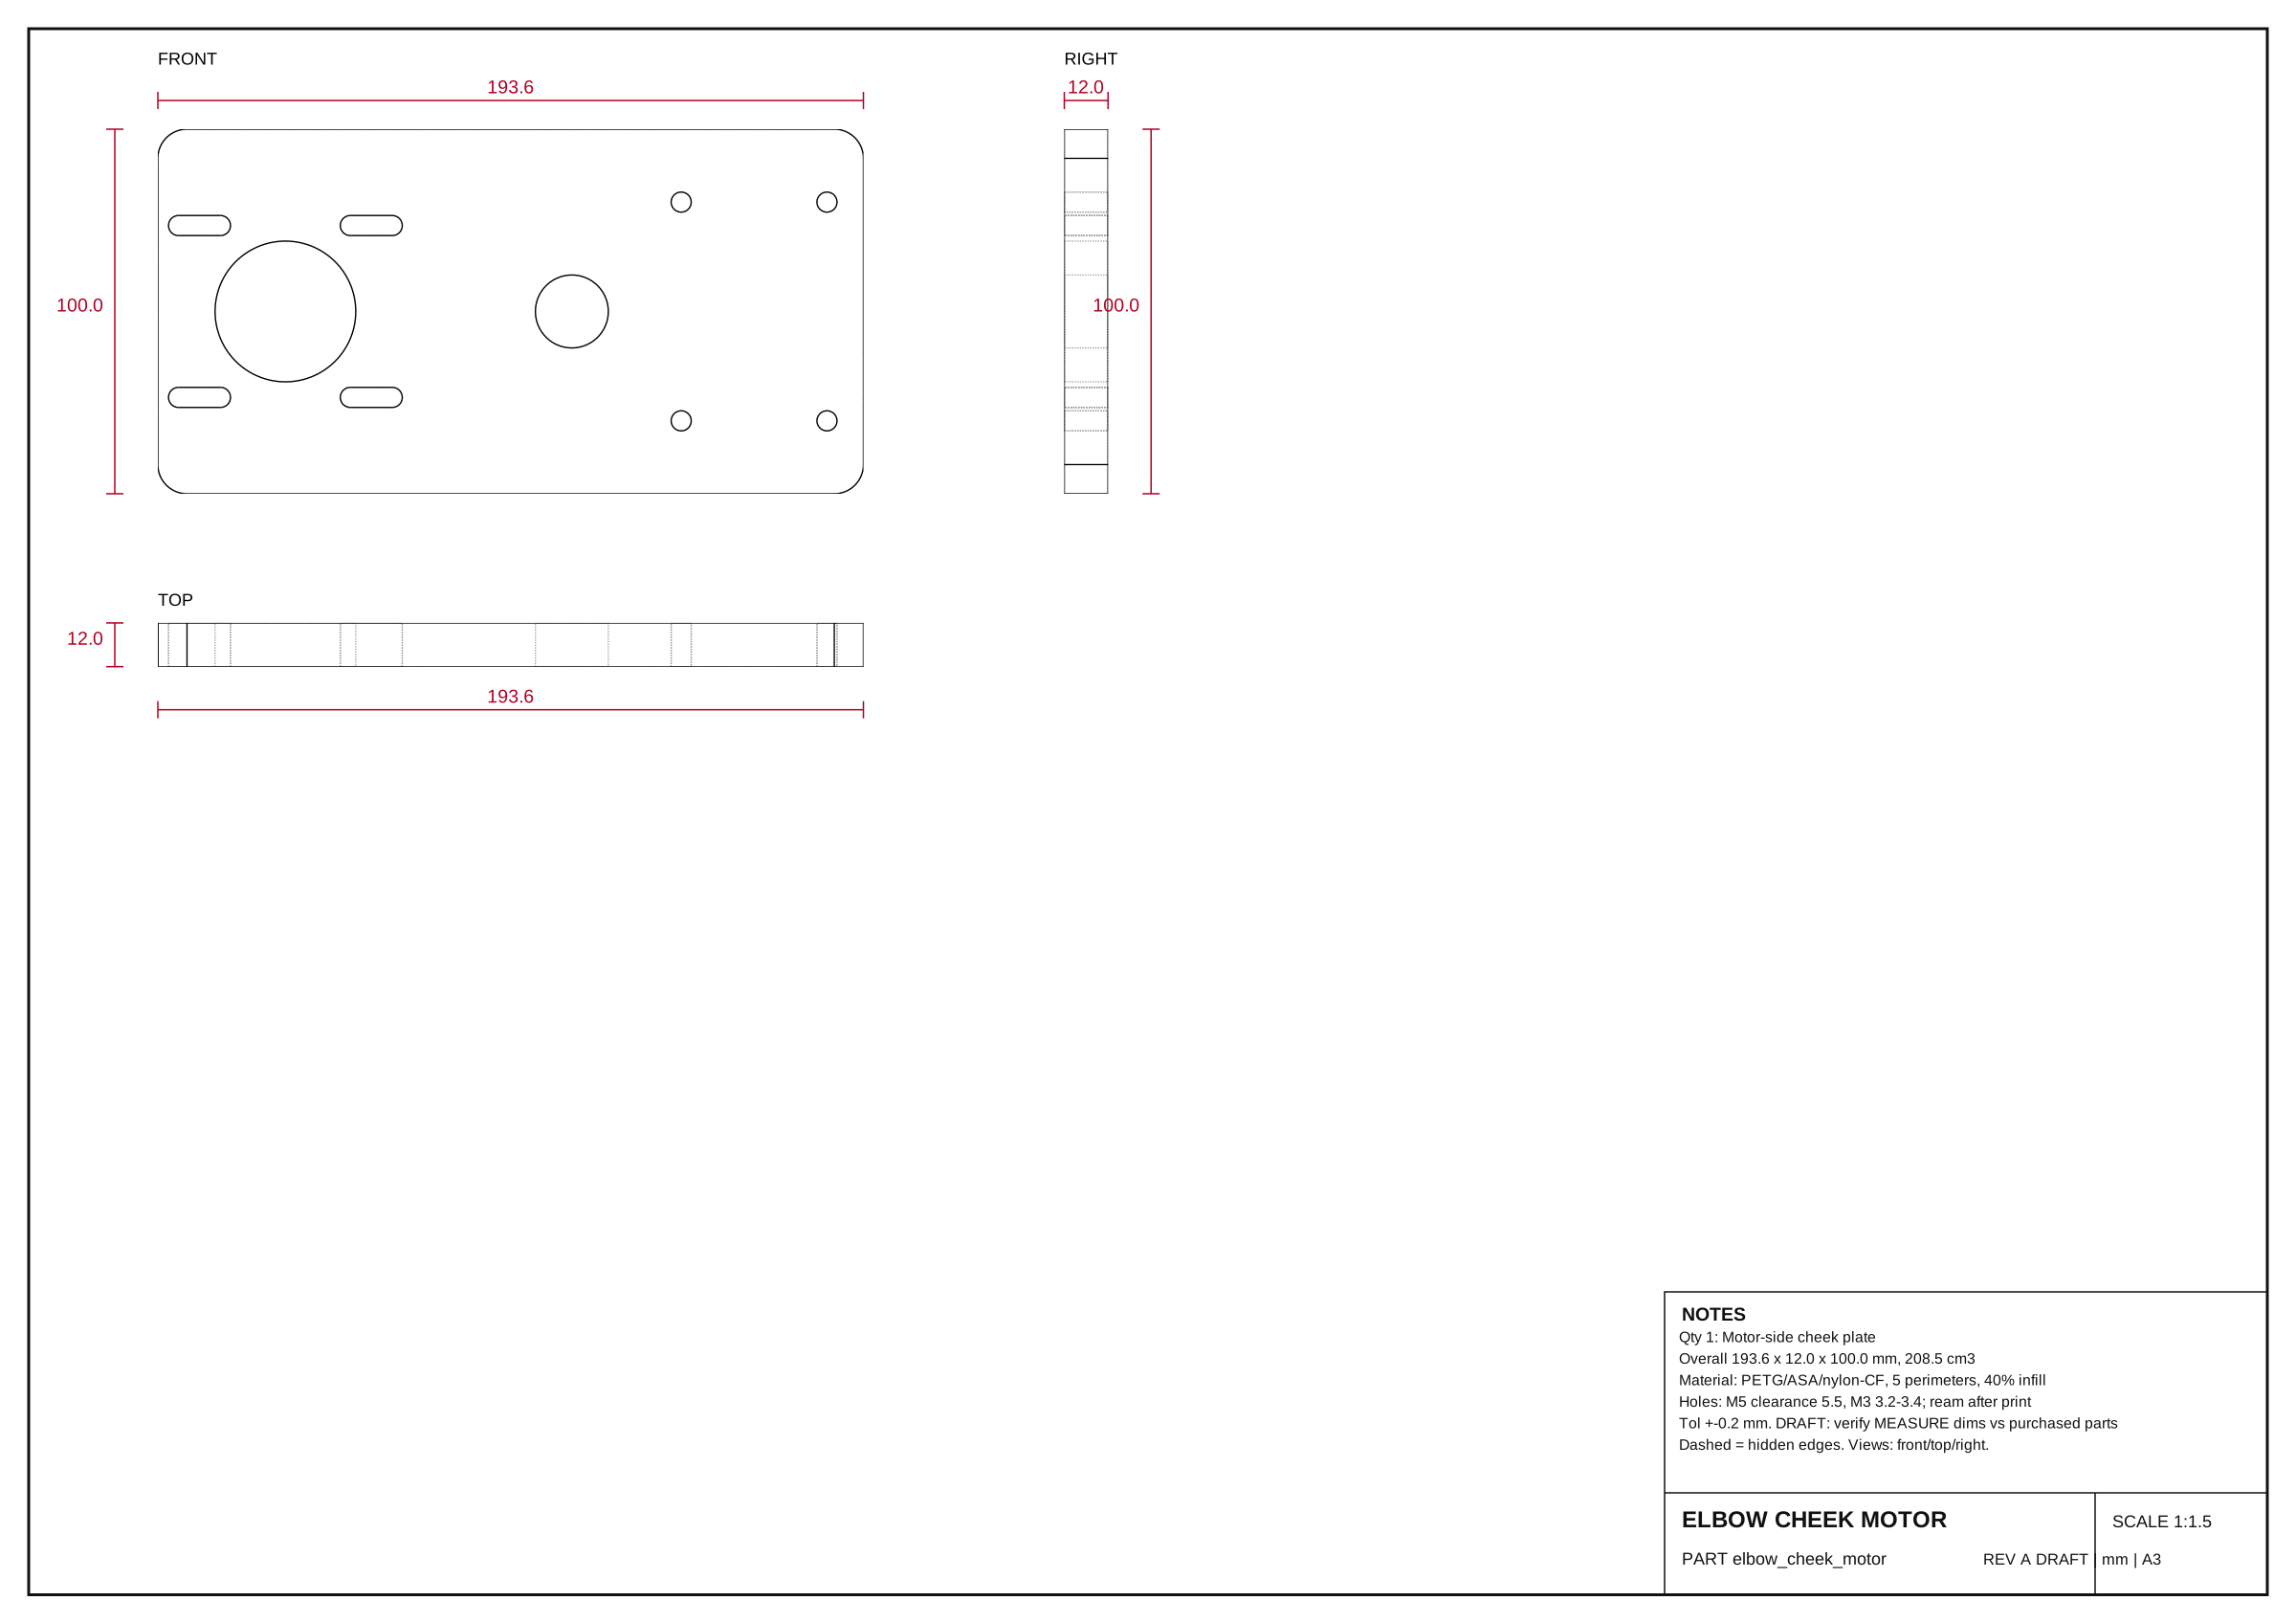 FRONT
RIGHT
193.6
12.0
100.0
100.0
TOP
12.0
193.6
NOTES
Qty 1: Motor-side cheek plate
Overall 193.6 x 12.0 x 100.0 mm, 208.5 cm3
Material: PETG/ASA/nylon-CF, 5 perimeters, 40% infill
Holes: M5 clearance 5.5, M3 3.2-3.4; ream after print
Tol +-0.2 mm. DRAFT: verify MEASURE dims vs purchased parts
Dashed = hidden edges. Views: front/top/right.
ELBOW CHEEK MOTOR
SCALE 1:1.5
PART elbow_cheek_motor
REV A DRAFT | mm | A3